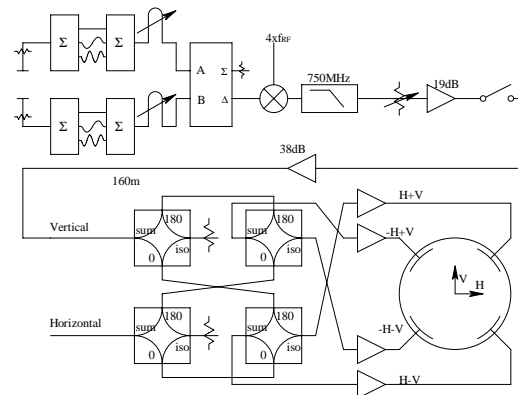 4xfRF
Σ Σ
A Σ
750MHz
19dB
B Δ
Σ Σ
38dB
160m
H+V
Vertical
sum 180 iso 0
180 sum iso 0
-H+V
V
H
Horizontal
sum 180 iso 0
180 sum iso 0
-H-V
H-V